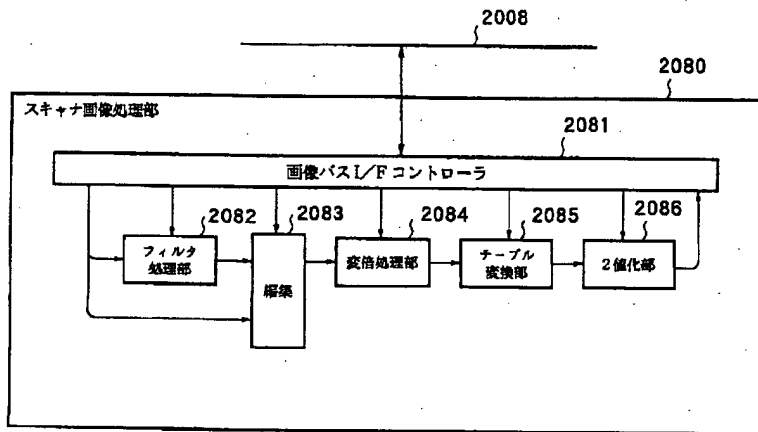 2008
2080
スキャナ画像処理部
2081
画像バスI/Fコントローラ
2082
2083
2084
2085
2086
フィルタ
処理部
編集
変倍処理部
テーブル
変換部
2値化部